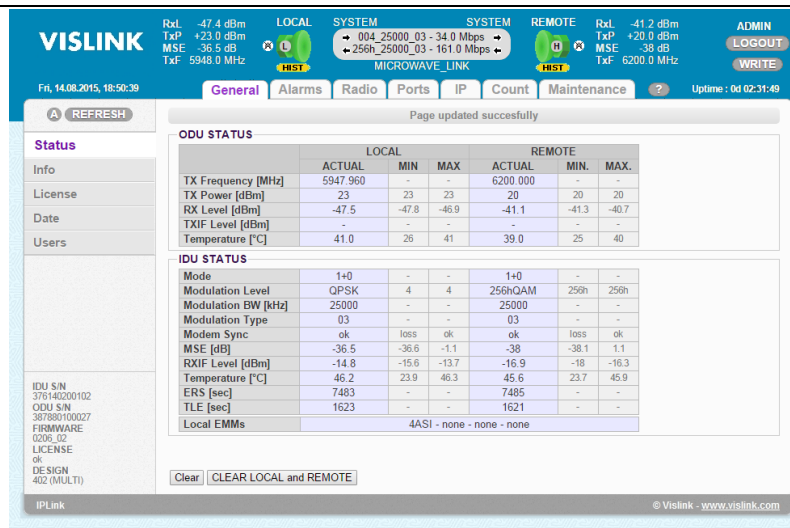 VISLINK
RxL -47.4 dBm
TxP +23.0 dBm
MSE -36.5 dB
TxF 5948.0 MHz
LOCAL
L
HIST
SYSTEM SYSTEM
→ 004_25000_03 - 34.0 Mbps →
← 256h_25000_03 - 161.0 Mbps ←
MICROWAVE_LINK
REMOTE
H
HIST
RxL -41.2 dBm
TxP +20.0 dBm
MSE -38 dB
TxF 6200.0 MHz
ADMIN
LOGOUT
WRITE
Fri, 14.08.2015, 18:50:39
General Alarms Radio Ports IP Count Maintenance ?
Uptime : 0d 02:31:49
A REFRESH
Status
Info
License
Date
Users
IDU S/N
376140200102
ODU S/N
387880100027
FIRMWARE
0206_02
LICENSE
ok
DESIGN
402 (MULTI)
Page updated succesfully
ODU STATUS
LOCAL REMOTE
ACTUAL MIN MAX ACTUAL MIN. MAX.
TX Frequency [MHz] 5947.960 - - 6200.000 - -
TX Power [dBm] 23 23 23 20 20 20
RX Level [dBm] -47.5 -47.8 -46.9 -41.1 -41.3 -40.7
TXIF Level [dBm] - - - - - -
Temperature [°C] 41.0 26 41 39.0 25 40
IDU STATUS
Mode 1+0 - - 1+0 - -
Modulation Level QPSK 4 4 256hQAM 256h 256h
Modulation BW [kHz] 25000 - - 25000 - -
Modulation Type 03 - - 03 - -
Modem Sync ok loss ok ok loss ok
MSE [dB] -36.5 -36.6 -1.1 -38 -38.1 1.1
RXIF Level [dBm] -14.8 -15.6 -13.7 -16.9 -18 -16.3
Temperature [°C] 46.2 23.9 46.3 45.6 23.7 45.9
ERS [sec] 7483 - - 7485 - -
TLE [sec] 1623 - - 1621 - -
Local EMMs 4ASI - none - none - none
Clear CLEAR LOCAL and REMOTE
IPLink
© Vislink - www.vislink.com